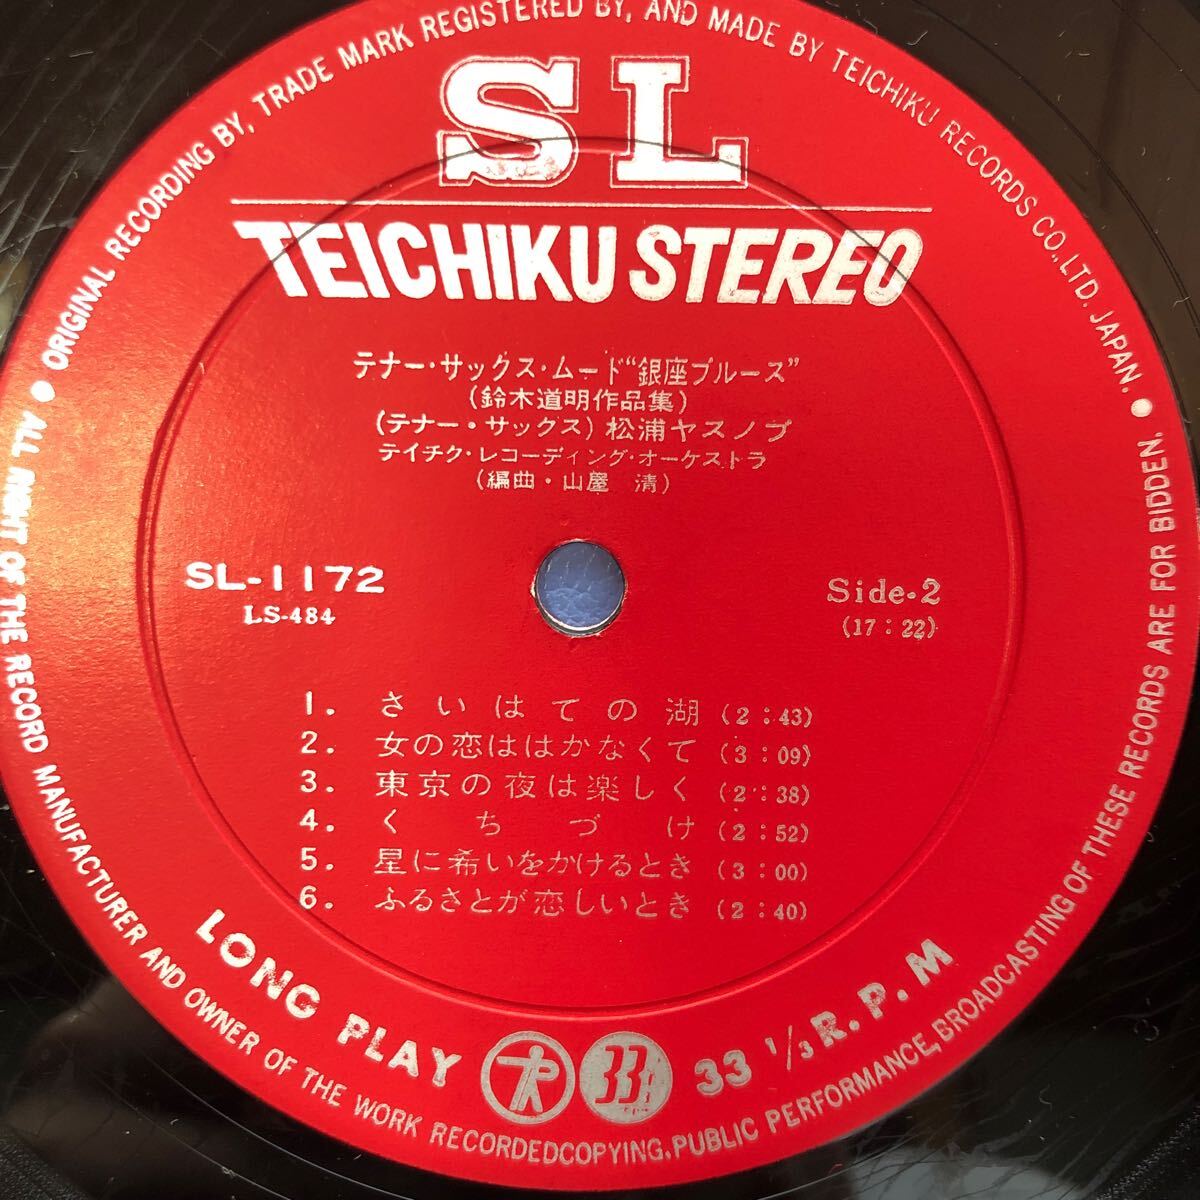 ORIGINAL RECORDING BY, TRADE MARK REGISTERED BY, AND MADE BY TEICHIKU RECORDS CO., LTD. JAPAN.
SL
TEICHIKU STEREO
テナー・サックス・ムード“銀座ブルース”
(鈴木道明作品集)
(テナー・サックス) 松浦ヤスノブ
テイチク・レコーディング・オーケストラ
(編曲・山屋 清)
SL-1172
LS-484
Side-2
(17:22)
1. さいはての湖 (2:43)
2. 女の恋ははかなくて (3:09)
3. 東京の夜は楽しく (2:38)
4. くちづけ (2:52)
5. 星に希いをかけるとき (3:00)
6. ふるさとが恋しいとき (2:40)
LONG PLAY
33 1/3 R.P.M
ALL RIGHT OF THE RECORD MANUFACTURER AND OWNER OF THE WORK RECORDEDCOPYING, PUBLIC PERFORMANCE, BROADCASTING OF THESE RECORDS ARE FOR BIDDEN.